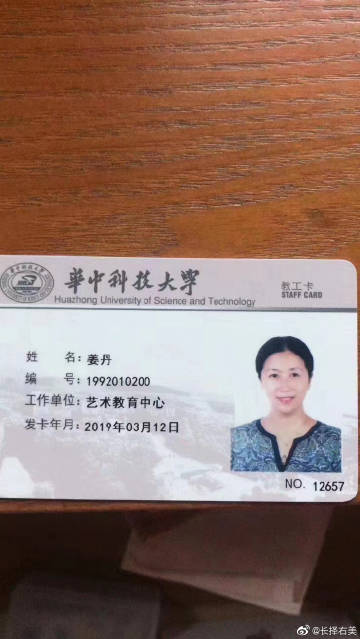 華中科技大学
Huazhong University of Science and Technology
教工卡
STAFF CARD
姓 名：姜丹
编 号：1992010200
工作单位：艺术教育中心
发卡年月：2019年03月12日
NO. 12657
@长择右美